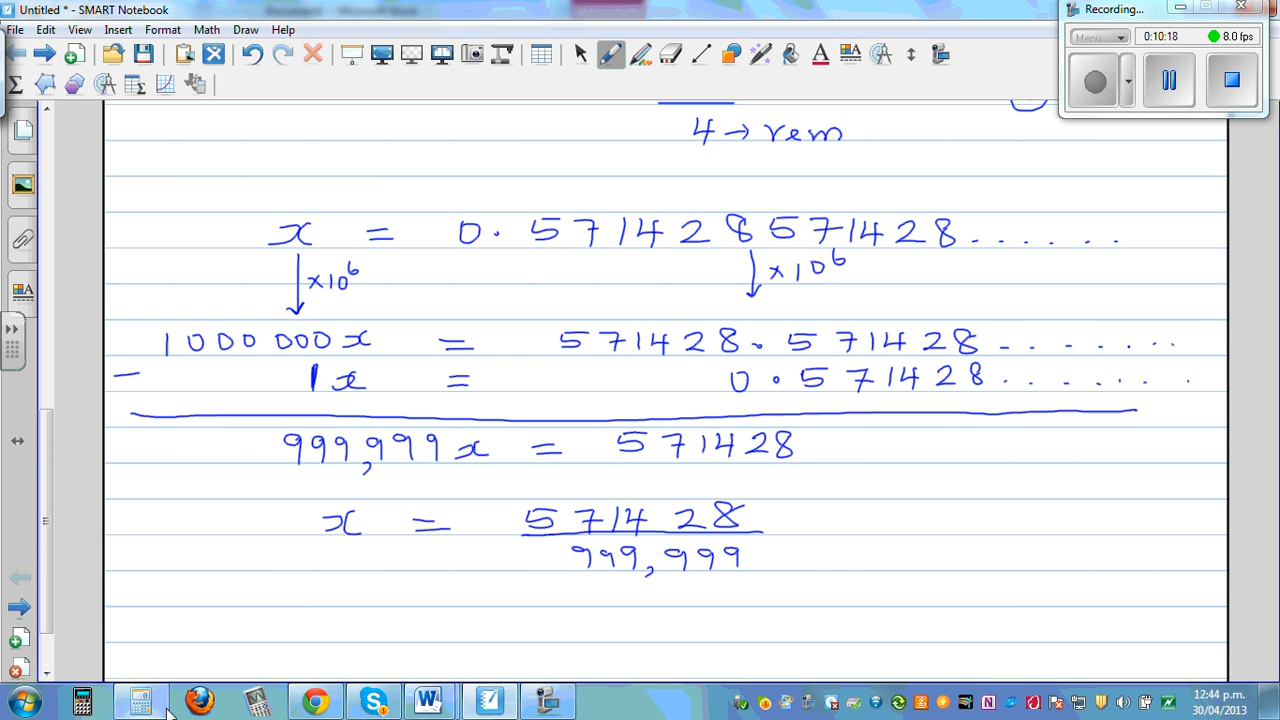 Untitled * - SMART Notebook
Recording...
File Edit View Insert Format Math Draw Help
Menu
0:10:18
8.0 fps
4 → rem
x = 0.571428571428......
×10⁶ ×10⁶
1000000x = 571428.571428.......
- 1x = 0.571428.......
999,999x = 571428
x = 571428
999,999
12:44 p.m.
30/04/2013